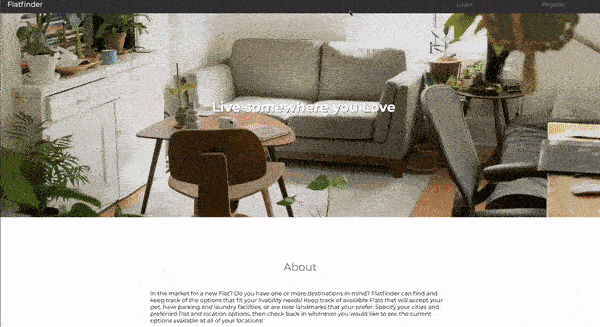 Flatfinder
Login
Register
Live somewhere you Love
About
In the market for a new Flat? Do you have one or more destinations in mind? Flatfinder can find and
keep track of the options that fit your livability needs! Keep track of available Flats that will accept your
pet, have parking and laundry facilities, or are near landmarks that your prefer. Specify your cities and
preferred Flat and location options, then check back in whenever you would like to see the current
options available at all of your locations!